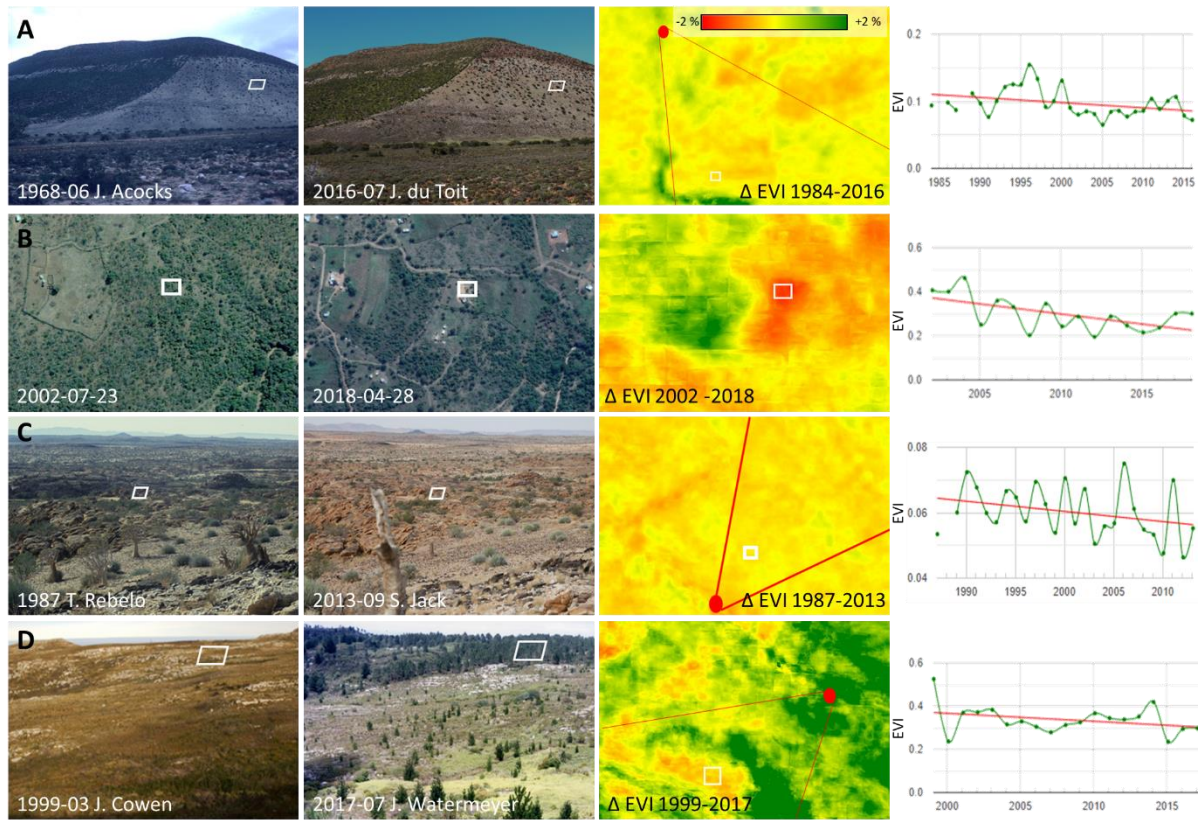 A
1968-06 J. Acocks
2016-07 J. du Toit
-2 %
+2 %
Δ EVI 1984-2016
EVI
0.2
0.1
0.0
1985 1990 1995 2000 2005 2010 2015
B
2002-07-23
2018-04-28
Δ EVI 2002 -2018
EVI
0.6
0.4
0.2
0.0
2005 2010 2015
C
1987 T. Rebelo
2013-09 S. Jack
Δ EVI 1987-2013
EVI
0.08
0.06
0.04
1990 1995 2000 2005 2010
D
1999-03 J. Cowen
2017-07 J. Watermeyer
Δ EVI 1999-2017
EVI
0.6
0.4
0.2
0.0
2000 2005 2010 2015